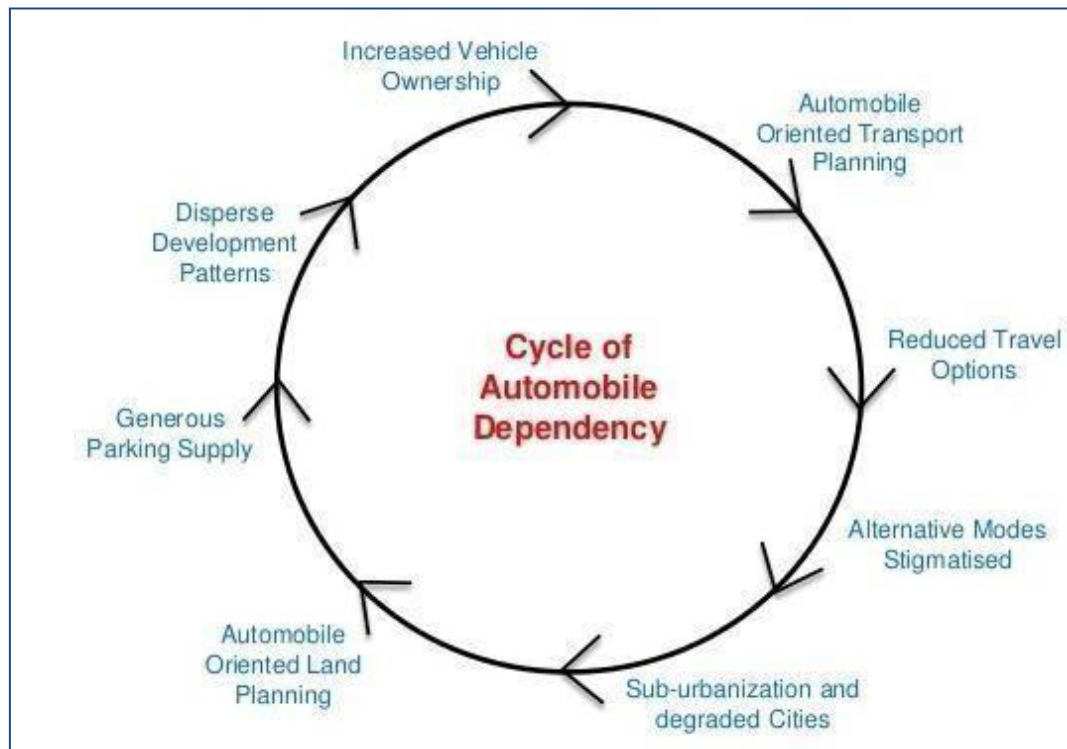 Increased Vehicle
Ownership
Automobile
Oriented Transport
Planning
Reduced Travel
Options
Alternative Modes
Stigmatised
Sub-urbanization and
degraded Cities
Automobile
Oriented Land
Planning
Generous
Parking Supply
Disperse
Development
Patterns
Cycle of
Automobile
Dependency